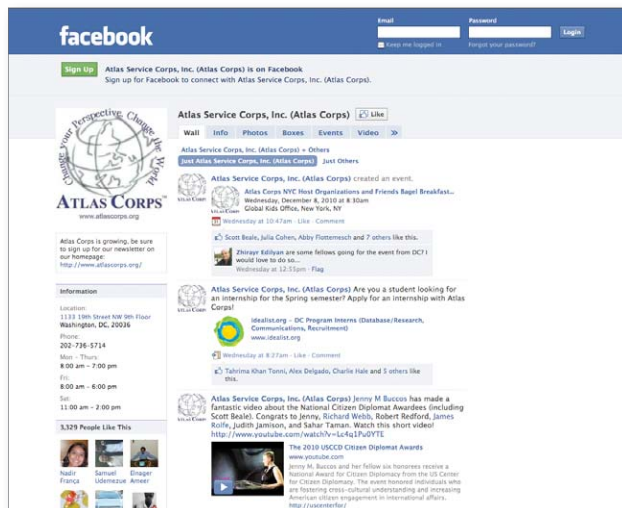 facebook
Email
Password
Keep me logged in
Forgot your password?
Login
Sign Up
Atlas Service Corps, Inc. (Atlas Corps) is on Facebook
Sign up for Facebook to connect with Atlas Service Corps, Inc. (Atlas Corps).
Change your Perspective, Change the World
ATLAS CORPS™
www.atlascorps.org
Atlas Corps is growing, be sure
to sign up for our newsletter on
our homepage:
http://www.atlascorps.org/
Information
Location:
1133 19th Street NW 9th Floor
Washington, DC, 20036
Phone:
202-736-5714
Mon - Thurs:
8:00 am - 7:00 pm
Fri:
8:00 am - 6:00 pm
Sat:
11:00 am - 2:00 pm
3,329 People Like This
Nadir
França
Samuel
Udemezue
Elnager
Ameer
Atlas Service Corps, Inc. (Atlas Corps)
Like
Wall Info Photos Boxes Events Video »
Atlas Service Corps, Inc. (Atlas Corps) + Others
Just Atlas Service Corps, Inc. (Atlas Corps) Just Others
Atlas Service Corps, Inc. (Atlas Corps) created an event.
Atlas Corps NYC Host Organizations and Friends Bagel Breakfast...
Wednesday, December 8, 2010 at 8:30am
Global Kids Office, New York, NY
Wednesday at 10:47am · Like · Comment
Scott Beale, Julia Cohen, Abby Flottemesch and 7 others like this.
Zhirayr Edilyan are some fellows going for the event from DC? I
would love to do so...
Wednesday at 12:55pm · Flag
Atlas Service Corps, Inc. (Atlas Corps) Are you a student looking for
an internship for the Spring semester? Apply for an internship with Atlas
Corps!
idealist.org - DC Program Interns (Database/Research,
Communications, Recruitment)
www.idealist.org
Wednesday at 8:27am · Like · Comment
Tahrima Khan Tonni, Alex Delgado, Charlie Hale and 5 others like
this.
Atlas Service Corps, Inc. (Atlas Corps) Jenny M Buccos has made a
fantastic video about the National Citizen Diplomat Awardees (including
Scott Beale). Congrats to Jenny, Richard Webb, Robert Redford, James
Rolfe, Judith Jamison, and Sahar Taman. Watch this short video!
http://www.youtube.com/watch?v=Lc4q1Pu0YTE
The 2010 USCCD Citizen Diplomat Awards
www.youtube.com
Jenny M. Buccos and her fellow six honorees receive a
National Award for Citizen Diplomacy from the US Center
for Citizen Diplomacy. The event honored individuals who
are fostering cross-cultural understanding and increasing
American citizen engagement in international affairs.
http://uscenterfor/